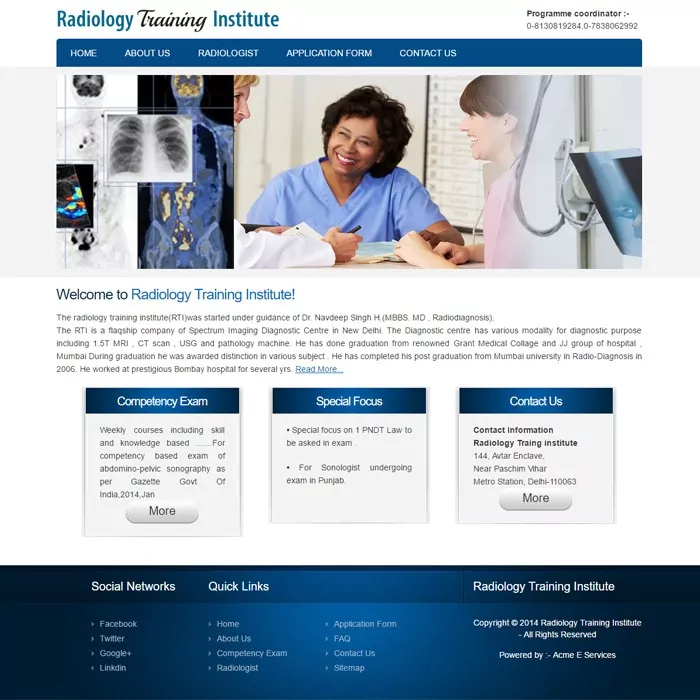 Radiology Training Institute
Programme coordinator :-
0-8130819284,0-7838062992
HOME ABOUT US RADIOLOGIST APPLICATION FORM CONTACT US
Welcome to Radiology Training Institute!
The radiology training institute(RTI)was started under guidance of Dr. Navdeep Singh H.(MBBS. MD , Radiodiagnosis).
The RTI is a flaqship company of Spectrum Imaging Diagnostic Centre in New Delhi. The Diagnostic centre has various modality for diagnostic purpose
including 1.5T MRI , CT scan , USG and pathology machine. He has done graduation from renowned Grant Medical Collage and JJ group of hospital ,
Mumbai During graduation he was awarded distinction in various subject . He has completed his post graduation from Mumbai university in Radio-Diagnosis in
2006. He worked at prestigious Bombay hospital for several yrs. Read More...
Competency Exam
Weekly courses including skill
and knowledge based ......For
competency based exam of
abdomino-pelvic sonography as
per Gazette Govt Of
India,2014,Jan
More
Special Focus
• Special focus on 1 PNDT Law to
be asked in exam .
• For Sonologist undergoing
exam in Punjab.
Contact Us
Contact Information
Radiology Traing institute
144, Avtar Enclave,
Near Paschim Vihar
Metro Station, Delhi-110063
More
Social Networks
Facebook
Twitter
Google+
Linkdin
Quick Links
Home
About Us
Competency Exam
Radiologist
Application Form
FAQ
Contact Us
Sitemap
Radiology Training Institute
Copyright © 2014 Radiology Training Institute
- All Rights Reserved
Powered by :- Acme E Services